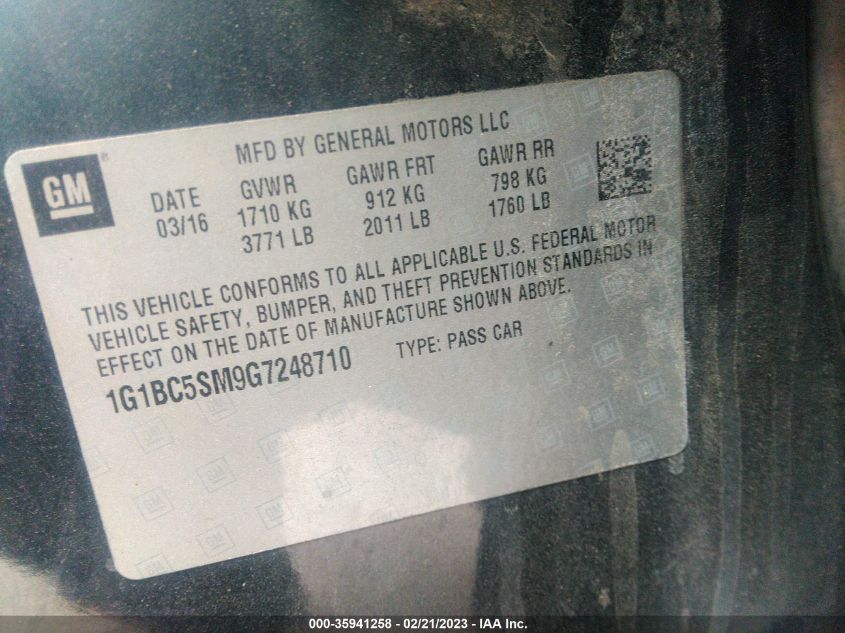 MFD BY GENERAL MOTORS LLC
GM®
DATE GVWR GAWR FRT GAWR RR
03/16 1710 KG 912 KG 798 KG
3771 LB 2011 LB 1760 LB
THIS VEHICLE CONFORMS TO ALL APPLICABLE U.S. FEDERAL MOTOR
VEHICLE SAFETY, BUMPER, AND THEFT PREVENTION STANDARDS IN
EFFECT ON THE DATE OF MANUFACTURE SHOWN ABOVE.
1G1BC5SM9G7248710 TYPE: PASS CAR
000-35941258 - 02/21/2023 - IAA Inc.